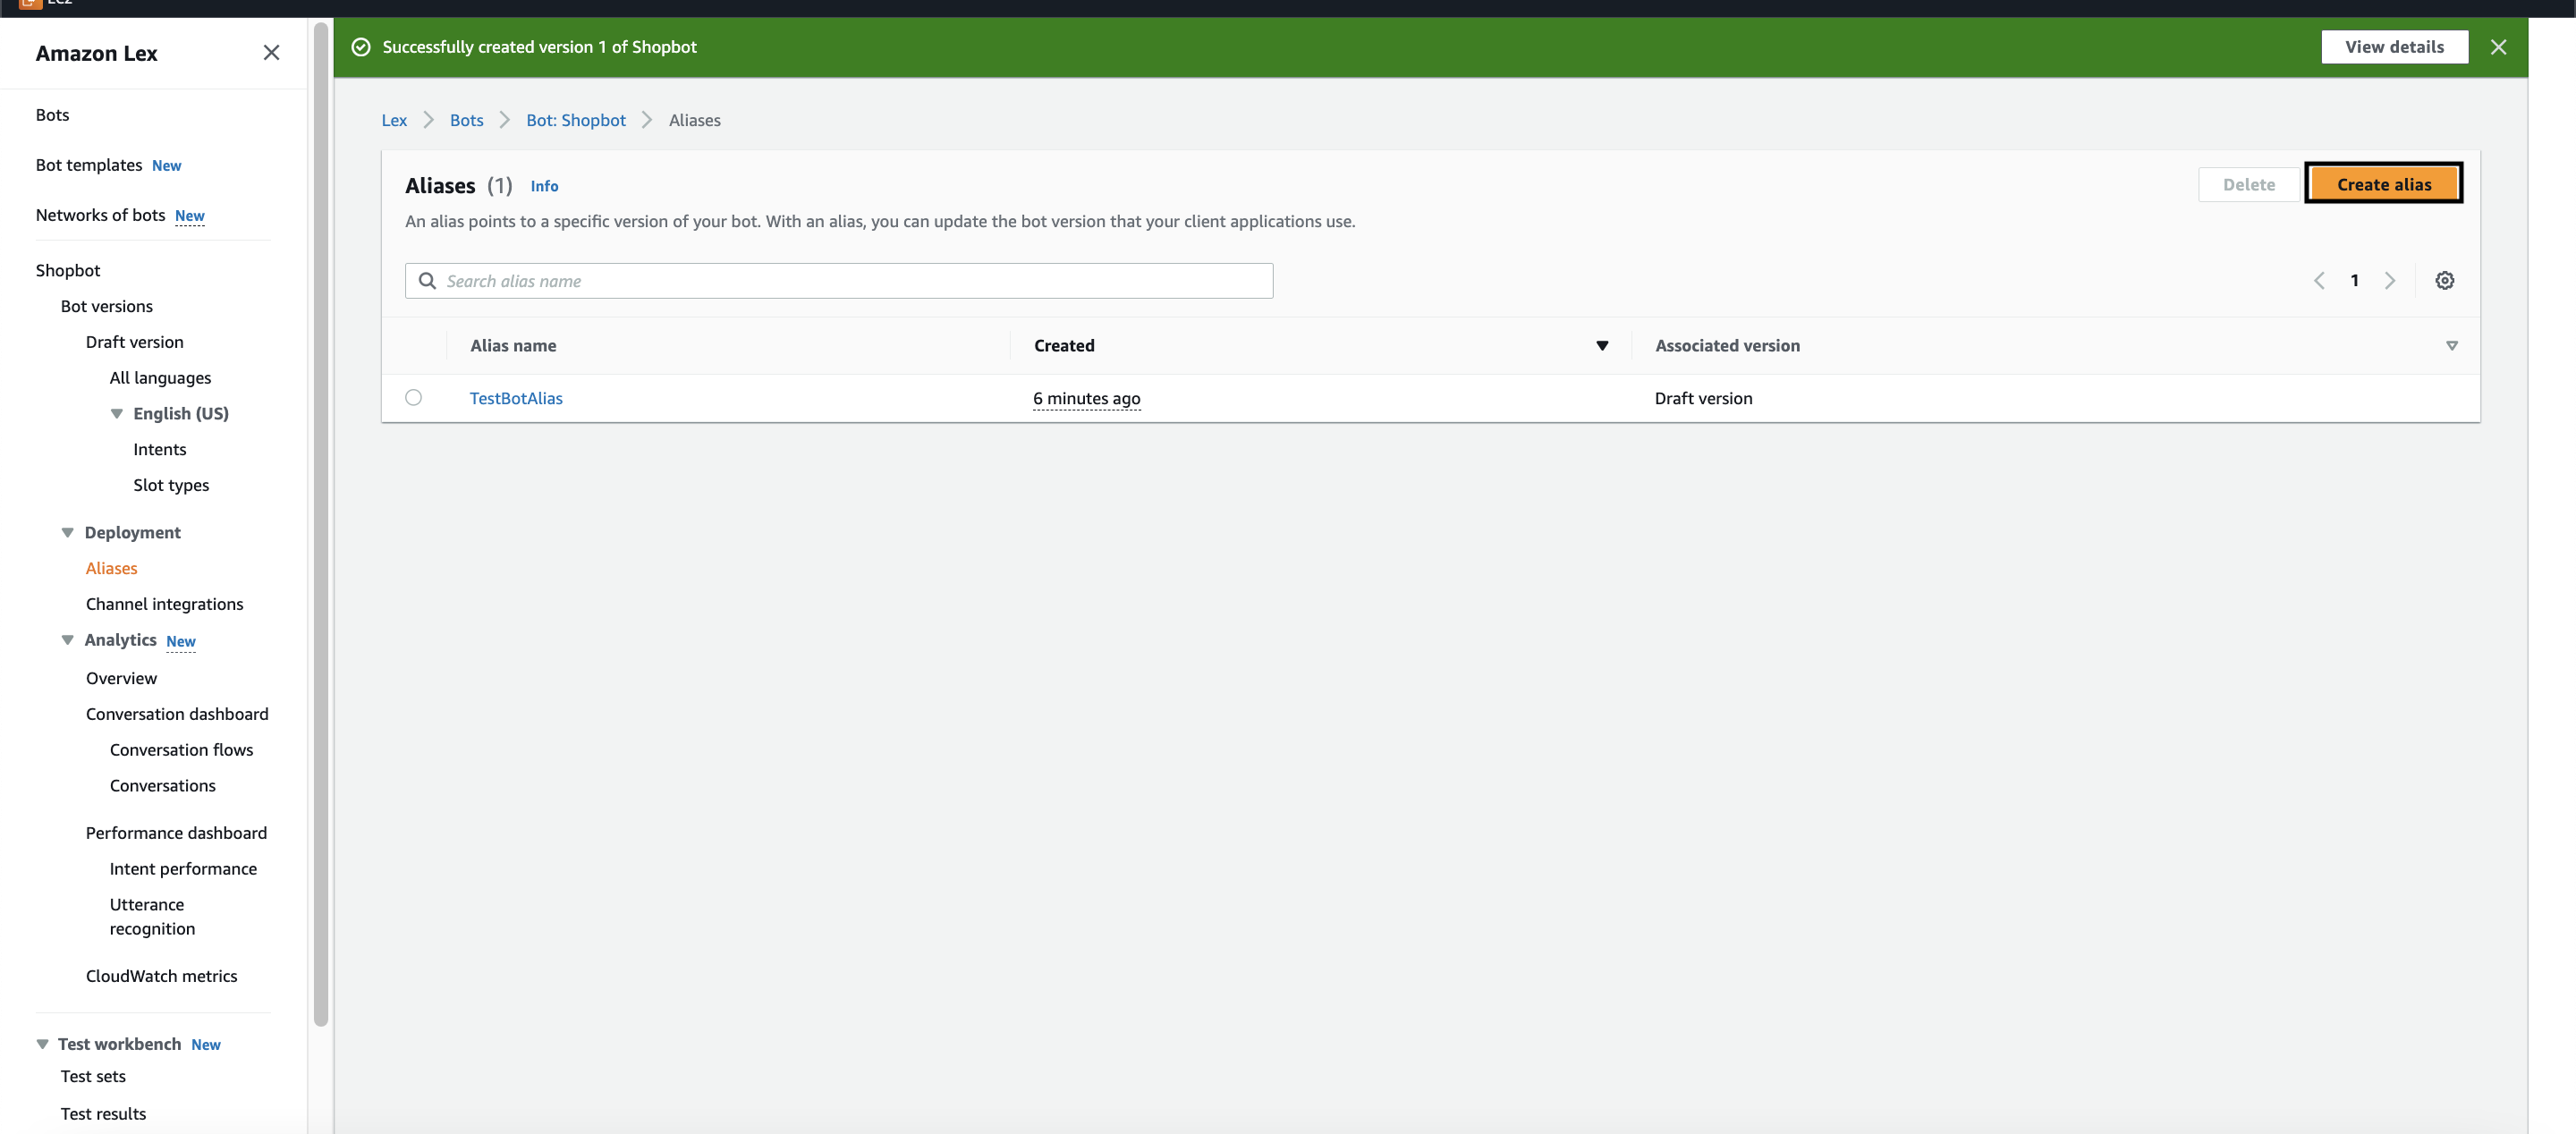 EC2
Amazon Lex
Bots
Bot templates New
Networks of bots New
Shopbot
Bot versions
Draft version
All languages
English (US)
Intents
Slot types
Deployment
Aliases
Channel integrations
Analytics New
Overview
Conversation dashboard
Conversation flows
Conversations
Performance dashboard
Intent performance
Utterance
recognition
CloudWatch metrics
Test workbench New
Test sets
Test results
Successfully created version 1 of Shopbot
View details
Lex
Bots
Bot: Shopbot
Aliases
Aliases (1) Info
Delete
Create alias
An alias points to a specific version of your bot. With an alias, you can update the bot version that your client applications use.
Search alias name
1
Alias name
Created
Associated version
TestBotAlias
6 minutes ago
Draft version